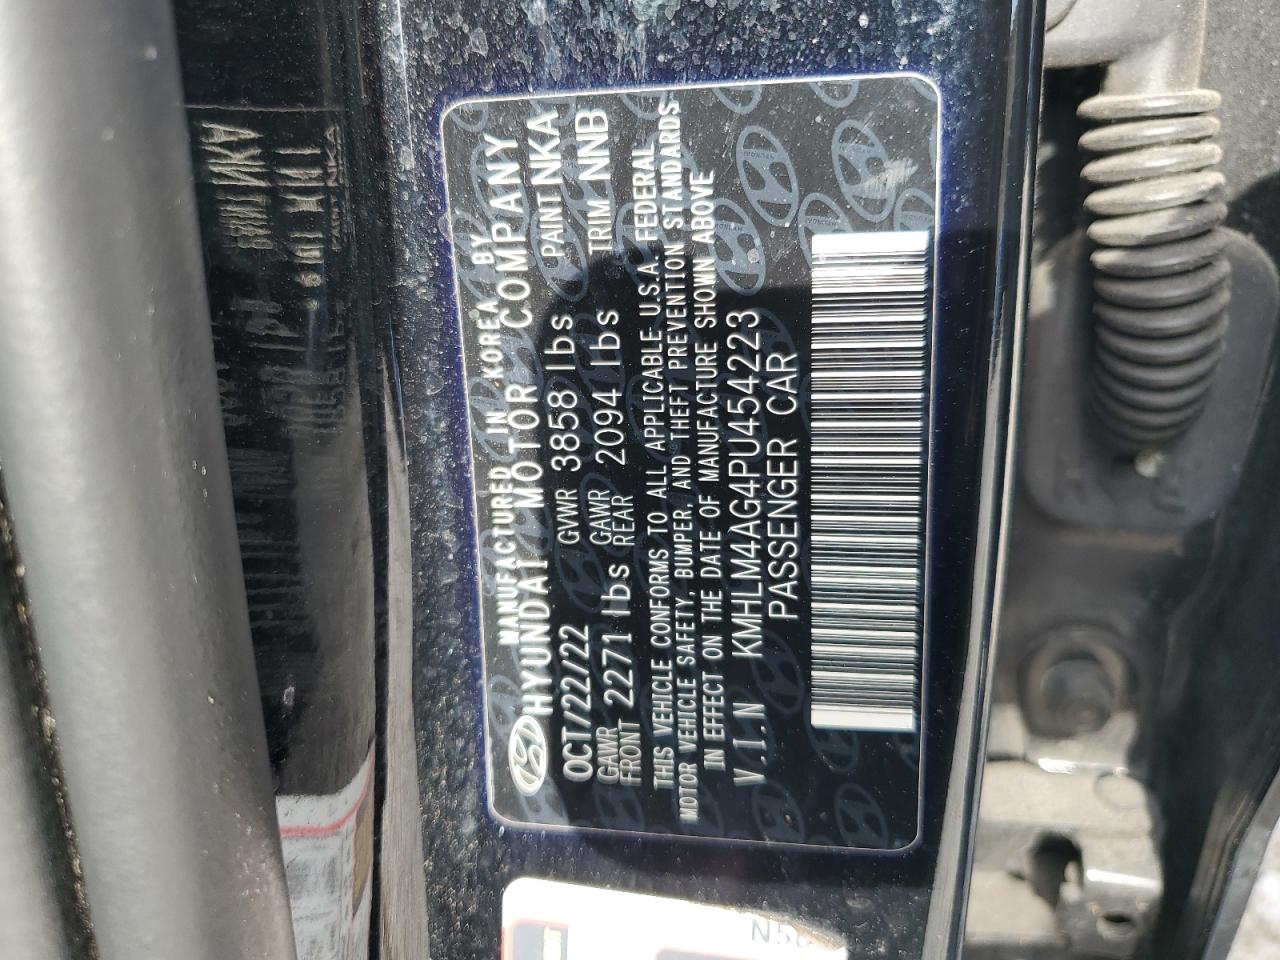 MANUFACTURED IN KOREA BY
HYUNDAI MOTOR COMPANY
OCT/22/22 GVWR 3858 lbs PAINT NKA
GAWR FRONT 2271 lbs GAWR REAR 2094 lbs TRIM NNB
THIS VEHICLE CONFORMS TO ALL APPLICABLE U.S.A. FEDERAL
MOTOR VEHICLE SAFETY, BUMPER, AND THEFT PREVENTION STANDARDS
IN EFFECT ON THE DATE OF MANUFACTURE SHOWN ABOVE
V.I.N KMHLM4AG4PU454223
PASSENGER CAR